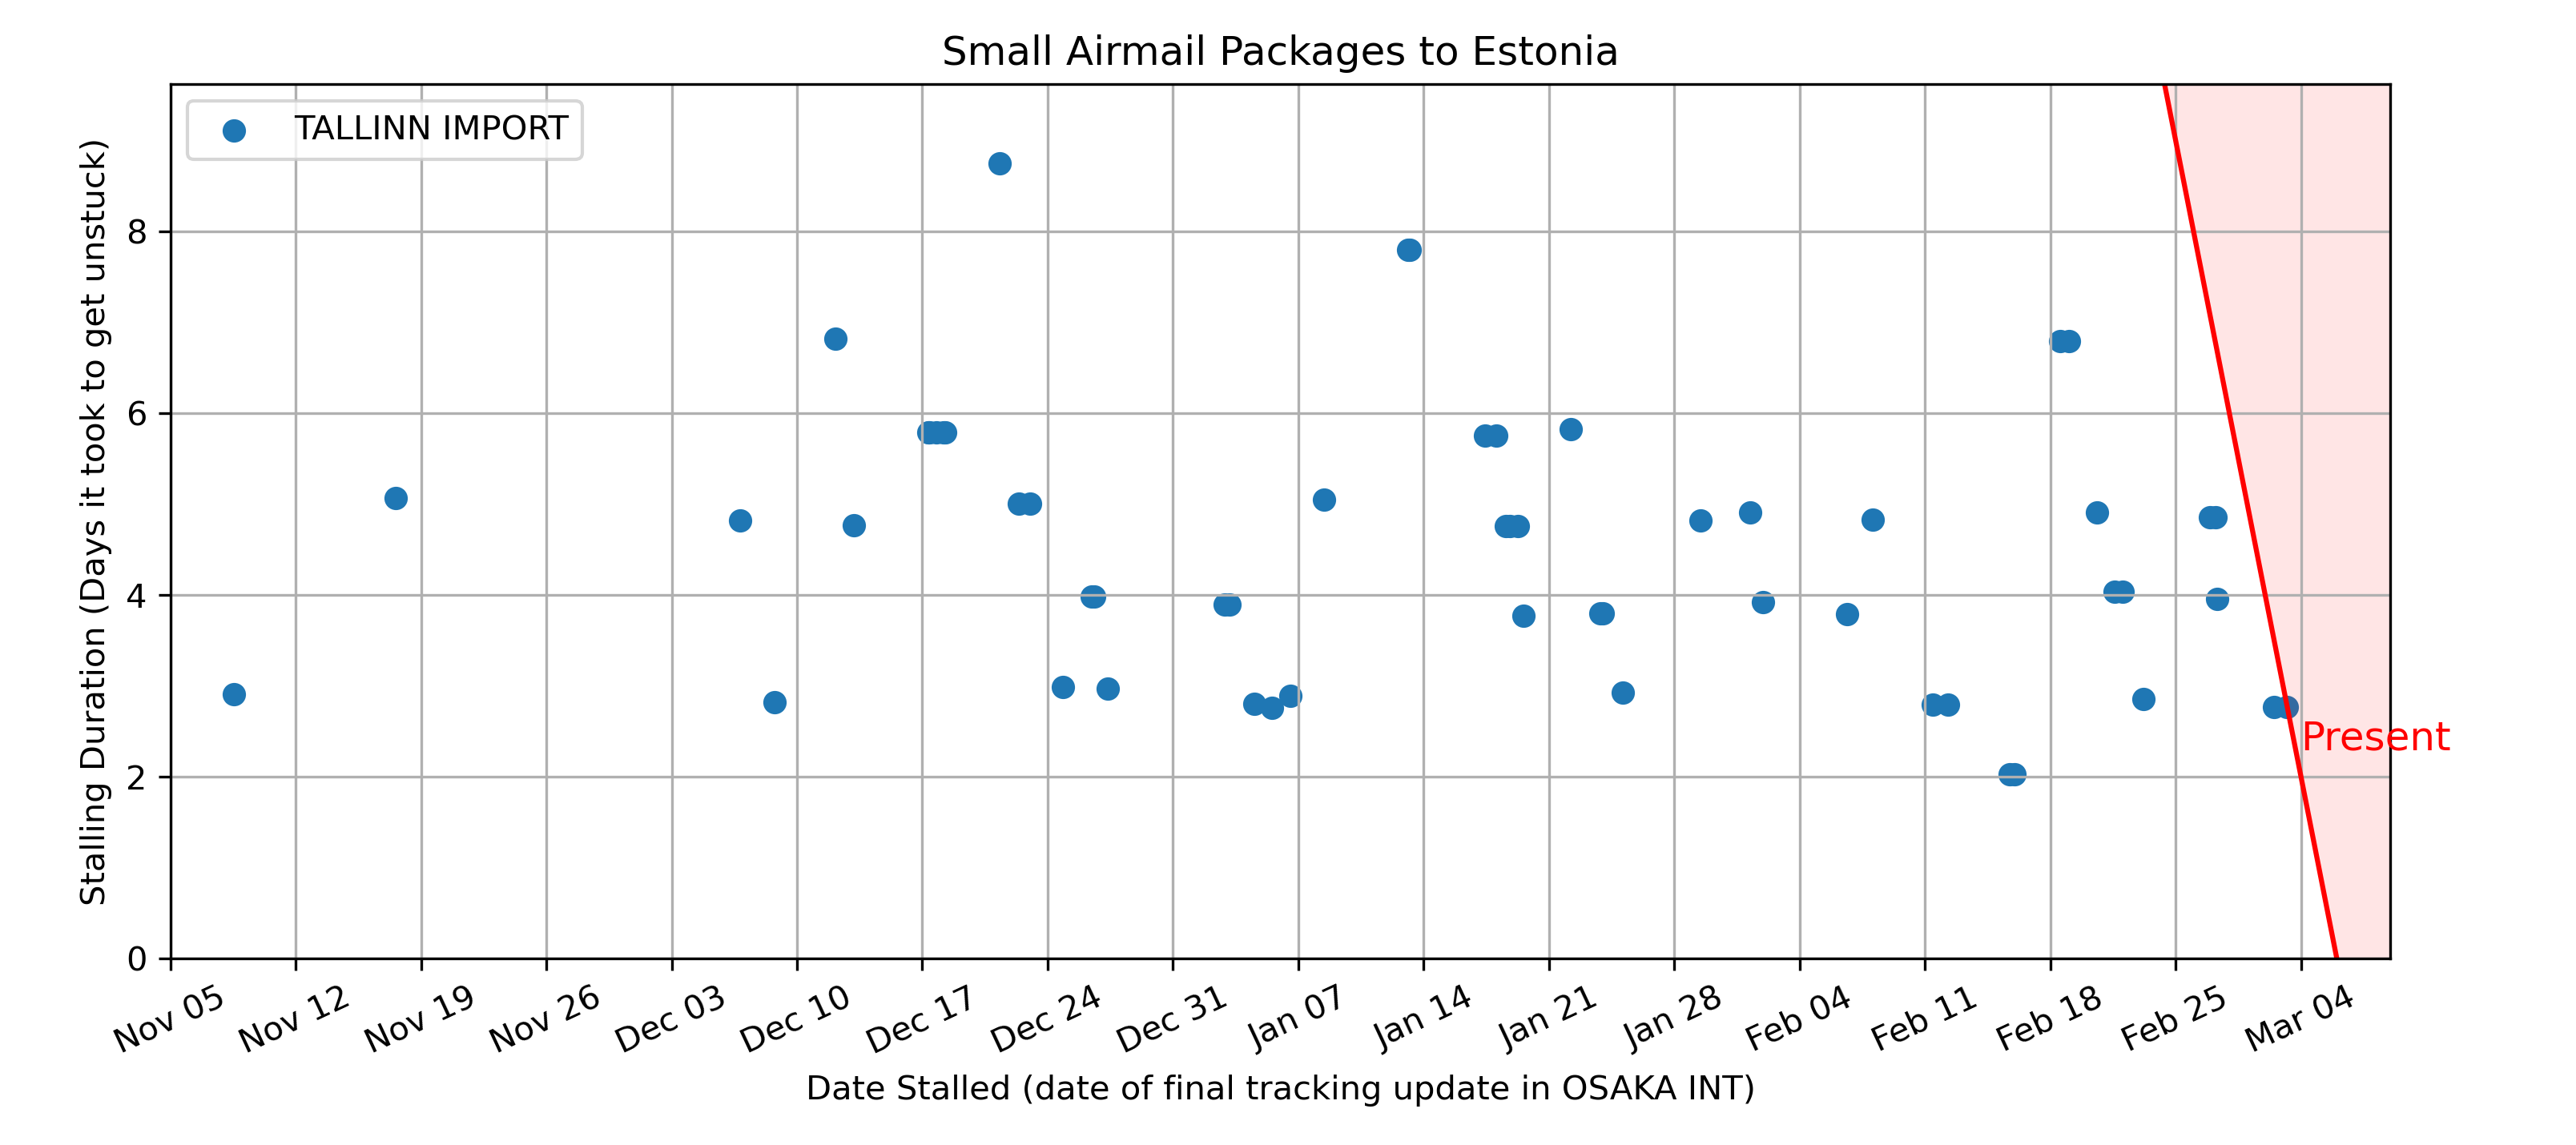 Small Airmail Packages to Estonia
TALLINN IMPORT
Stalling Duration (Days it took to get unstuck)
8
6
4
2
0
Present
Nov 05
Nov 12
Nov 19
Nov 26
Dec 03
Dec 10
Dec 17
Dec 24
Dec 31
Jan 07
Jan 14
Jan 21
Jan 28
Feb 04
Feb 11
Feb 18
Feb 25
Mar 04
Date Stalled (date of final tracking update in OSAKA INT)